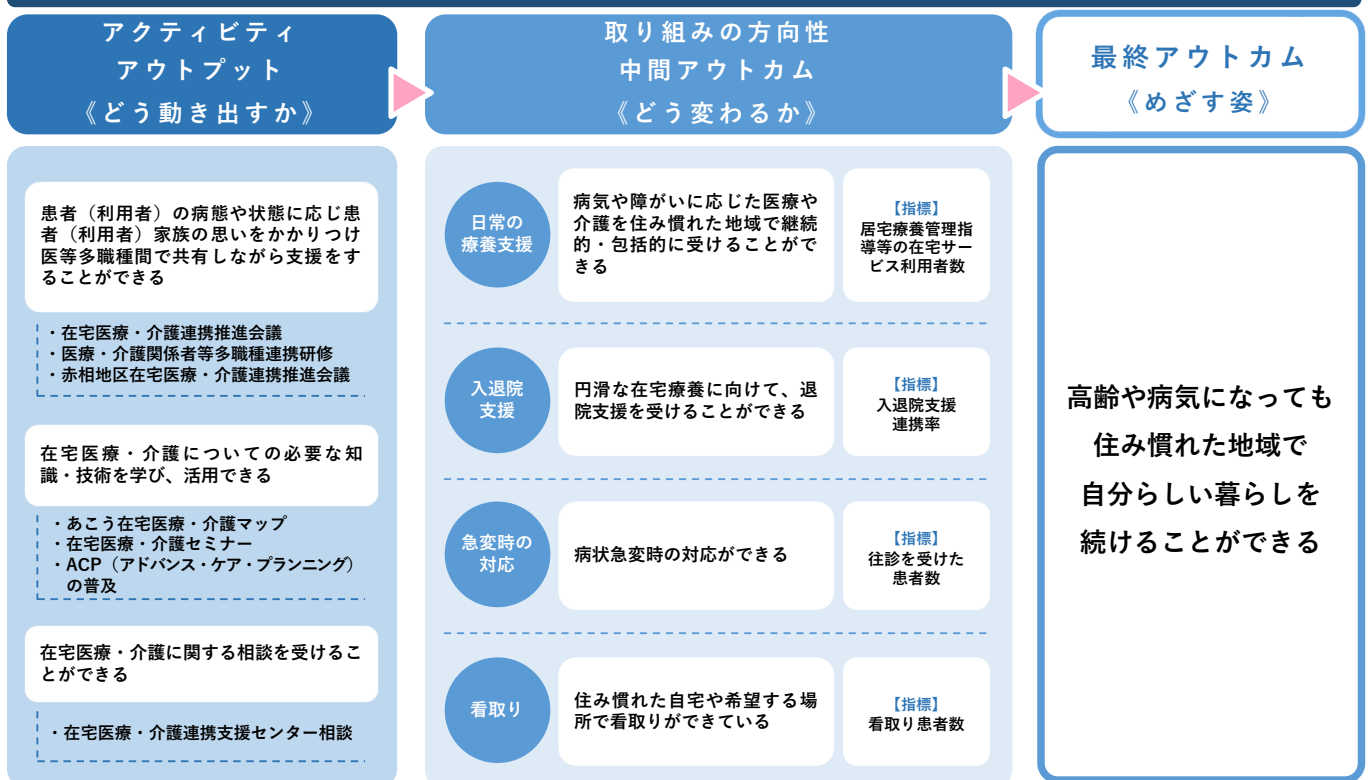 アクティビティ
アウトプット
《どう動き出すか》
取り組みの方向性
中間アウトカム
《どう変わるか》
最終アウトカム
《めざす姿》
患者（利用者）の病態や状態に応じ患
者（利用者）家族の思いをかかりつけ
医等多職種間で共有しながら支援をす
ることができる
・在宅医療・介護連携推進会議
・医療・介護関係者等多職種連携研修
・赤相地区在宅医療・介護連携推進会議
在宅医療・介護についての必要な知
識・技術を学び、活用できる
・あこう在宅医療・介護マップ
・在宅医療・介護セミナー
・ACP（アドバンス・ケア・プランニング）
の普及
在宅医療・介護に関する相談を受けるこ
とができる
・在宅医療・介護連携支援センター相談
日常の
療養支援
病気や障がいに応じた医療や
介護を住み慣れた地域で継続
的・包括的に受けることがで
きる
【指標】
居宅療養管理指
導等の在宅サー
ビス利用者数
入退院
支援
円滑な在宅療養に向けて、退
院支援を受けることができる
【指標】
入退院支援
連携率
急変時の
対応
病状急変時の対応ができる
【指標】
往診を受けた
患者数
看取り
住み慣れた自宅や希望する場
所で看取りができている
【指標】
看取り患者数
高齢や病気になっても
住み慣れた地域で
自分らしい暮らしを
続けることができる